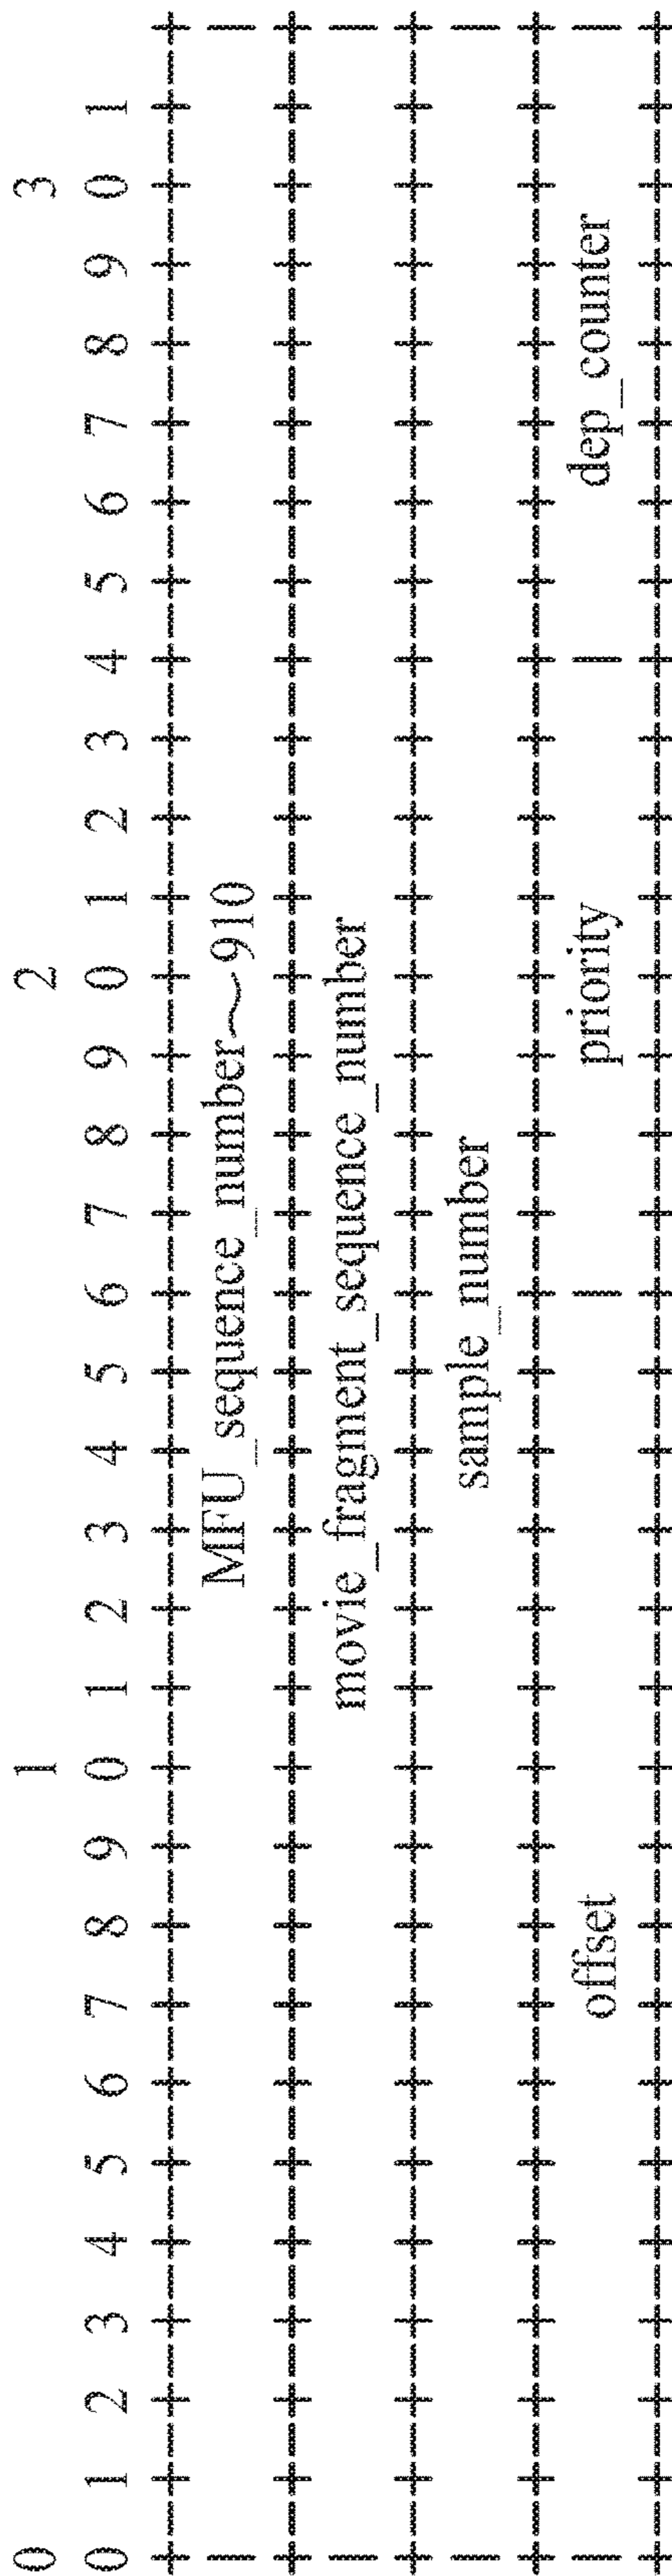 0 1 2 3
0 1 2 3 4 5 6 7 8 9 0 1 2 3 4 5 6 7 8 9 0 1 2 3 4 5 6 7 8 9 0 1
+-+-+-+-+-+-+-+-+-+-+-+-+-+-+-+-+-+-+-+-+-+-+-+-+-+-+-+-+-+-+-+-+
| MFU_sequence_number~910 |
+-+-+-+-+-+-+-+-+-+-+-+-+-+-+-+-+-+-+-+-+-+-+-+-+-+-+-+-+-+-+-+-+
| movie_fragment_sequence_number |
+-+-+-+-+-+-+-+-+-+-+-+-+-+-+-+-+-+-+-+-+-+-+-+-+-+-+-+-+-+-+-+-+
| sample_number |
+-+-+-+-+-+-+-+-+-+-+-+-+-+-+-+-+-+-+-+-+-+-+-+-+-+-+-+-+-+-+-+-+
| offset | priority | dep_counter |
+-+-+-+-+-+-+-+-+-+-+-+-+-+-+-+-+-+-+-+-+-+-+-+-+-+-+-+-+-+-+-+-+